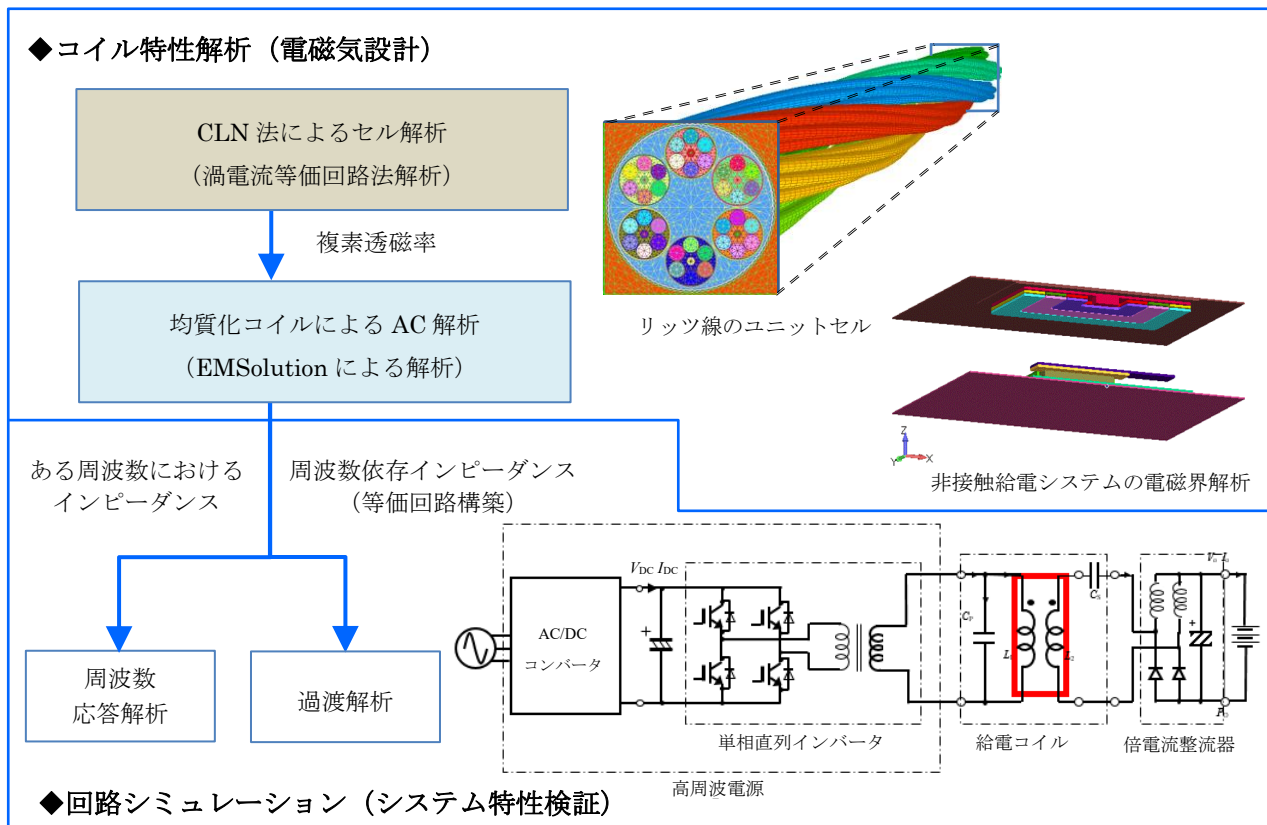 ◆コイル特性解析（電磁気設計）
CLN 法によるセル解析
（渦電流等価回路法解析）
複素透磁率
均質化コイルによる AC 解析
（EMSolution による解析）
リッツ線のユニットセル
Z
Y
X
非接触給電システムの電磁界解析
ある周波数における
インピーダンス
周波数依存インピーダンス
（等価回路構築）
周波数
応答解析
過渡解析
AC/DC
コンバータ
VDC IDC
+
単相直列インバータ
高周波電源
CP
L1
L2
給電コイル
+
倍電流整流器
◆回路シミュレーション（システム特性検証）